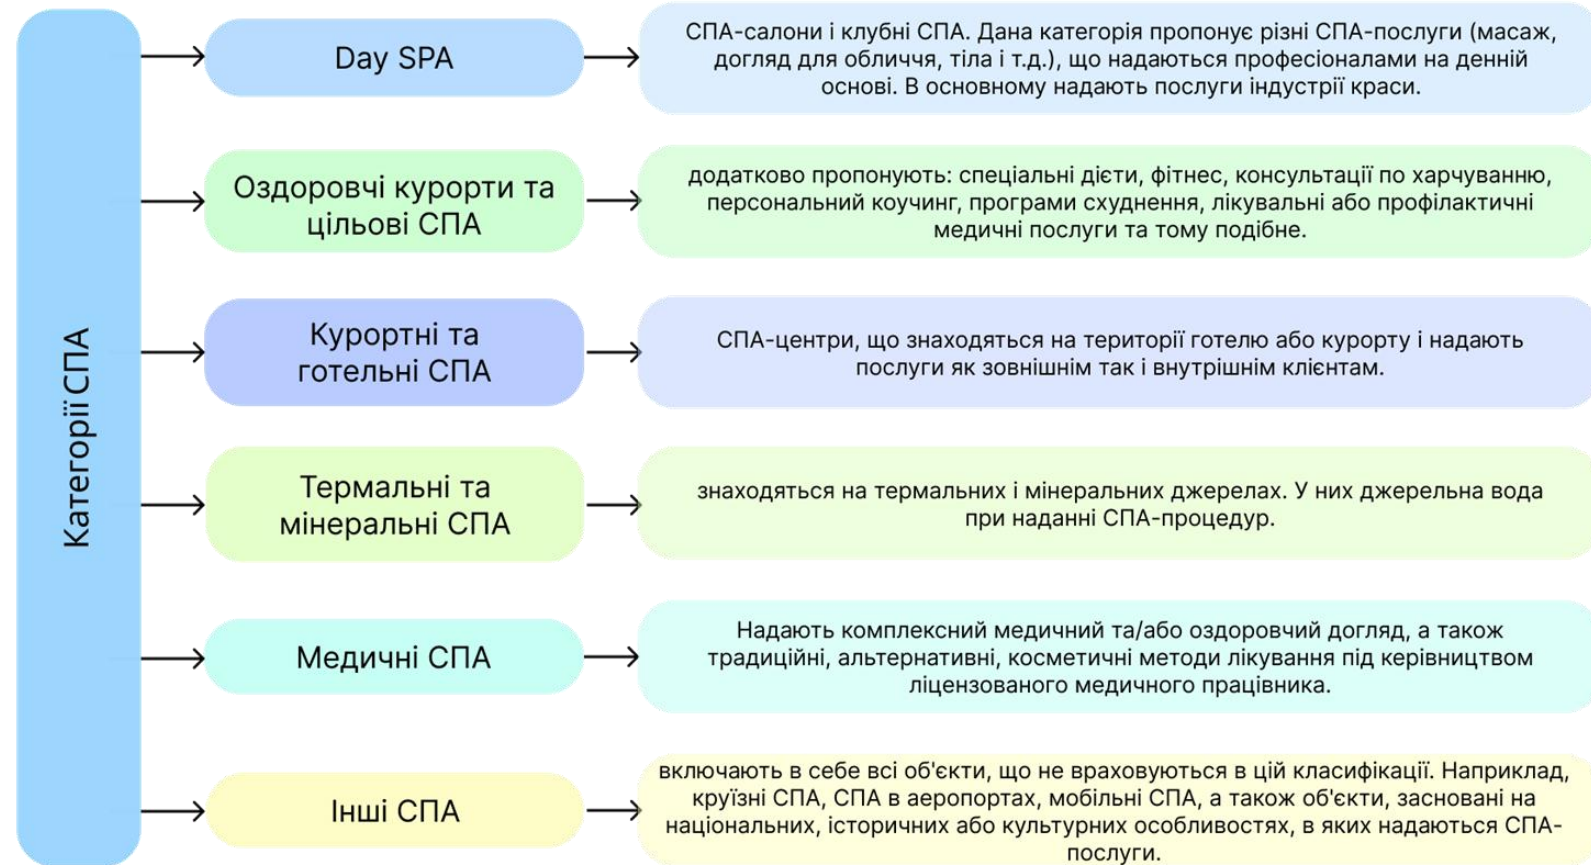 Категорії СПА
Day SPA
СПА-салони і клубні СПА. Дана категорія пропонує різні СПА-послуги (масаж,
догляд для обличчя, тіла і т.д.), що надаються професіоналами на денній
основі. В основному надають послуги індустрії краси.
Оздоровчі курорти та
цільові СПА
додатково пропонують: спеціальні дієти, фітнес, консультації по харчуванню,
персональний коучинг, програми схуднення, лікувальні або профілактичні
медичні послуги та тому подібне.
Курортні та
готельні СПА
СПА-центри, що знаходяться на території готелю або курорту і надають
послуги як зовнішнім так і внутрішнім клієнтам.
Термальні та
мінеральні СПА
знаходяться на термальних і мінеральних джерелах. У них джерельна вода
при наданні СПА-процедур.
Медичні СПА
Надають комплексний медичний та/або оздоровчий догляд, а також
традиційні, альтернативні, косметичні методи лікування під керівництвом
ліцензованого медичного працівника.
Інші СПА
включають в себе всі об'єкти, що не враховуються в цій класифікації. Наприклад,
круїзні СПА, СПА в аеропортах, мобільні СПА, а також об'єкти, засновані на
національних, історичних або культурних особливостях, в яких надаються СПА-
послуги.